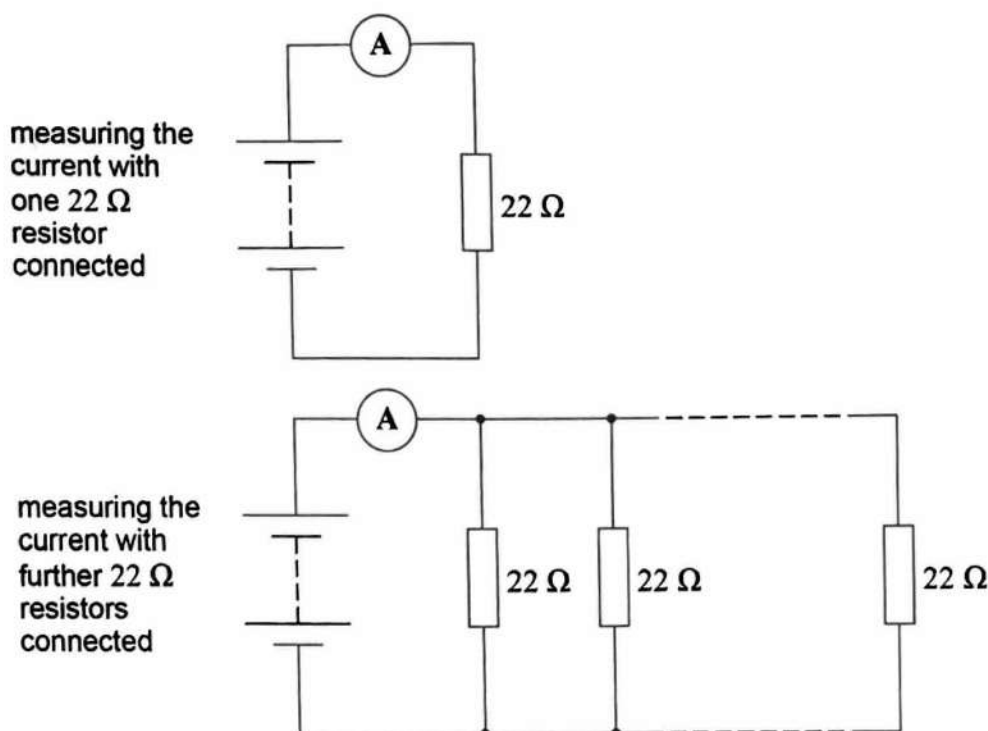 A
measuring the
current with
one 22 Ω
resistor
connected
22 Ω
A
measuring the
current with
further 22 Ω
resistors
connected
22 Ω
22 Ω
22 Ω